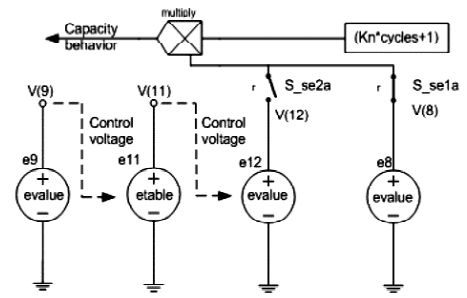 multiply
Capacity
behavior
(Kn*cycles+1)
V(9)
V(11)
r
S_se2a
r
S_se1a
V(12)
V(8)
Control
voltage
Control
voltage
e9
e11
e12
e8
+
evalue
−
+
etable
−
+
evalue
−
+
evalue
−